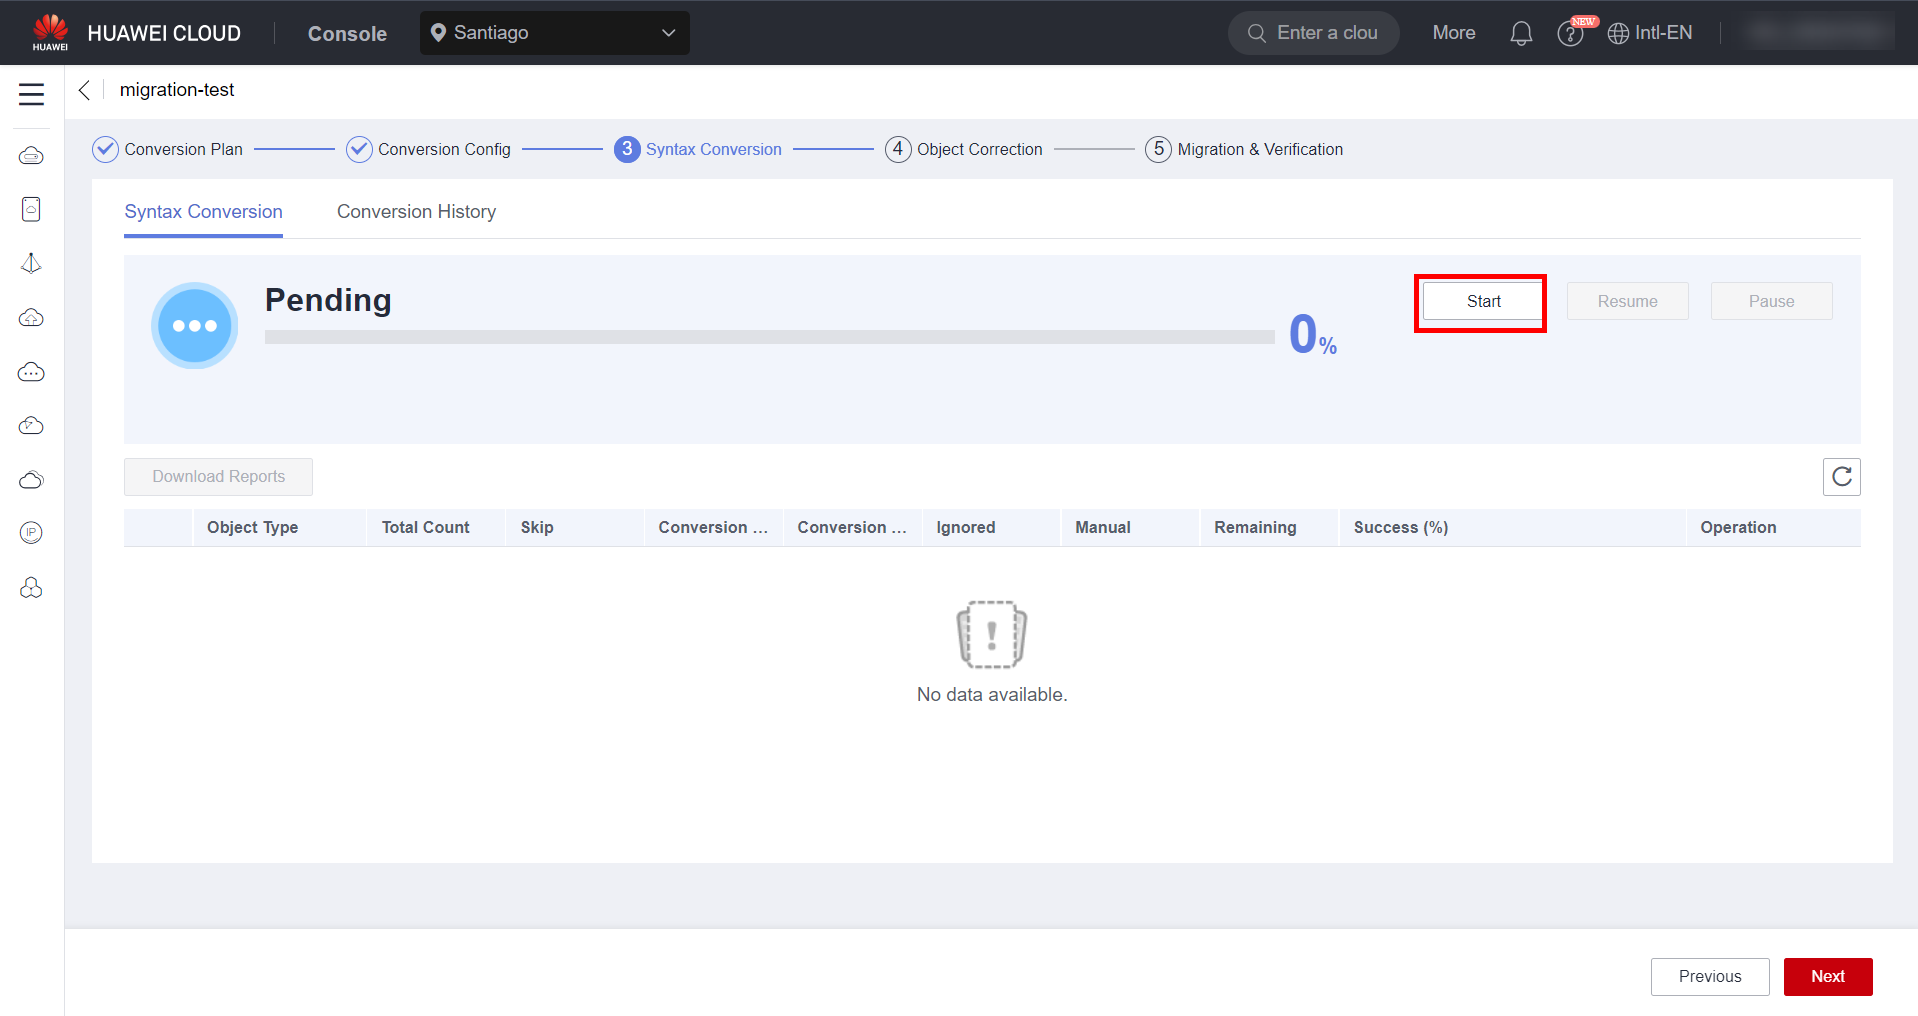 HUAWEI
HUAWEI CLOUD
Console
Santiago
Enter a clou
More
NEW
Intl-EN
migration-test
Conversion Plan
Conversion Config
3 Syntax Conversion
4 Object Correction
5 Migration & Verification
Syntax Conversion
Conversion History
Pending
0%
Start
Resume
Pause
Download Reports
Object Type
Total Count
Skip
Conversion ...
Conversion ...
Ignored
Manual
Remaining
Success (%)
Operation
IP
No data available.
Previous
Next